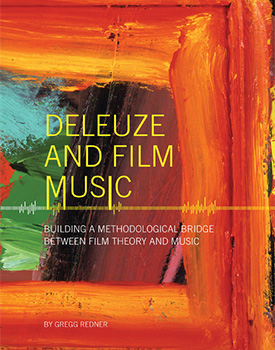 DELEUZE
AND FILM
MUSIC
BUILDING A METHODOLOGICAL BRIDGE
BETWEEN FILM THEORY AND MUSIC
BY GREGG REDNER